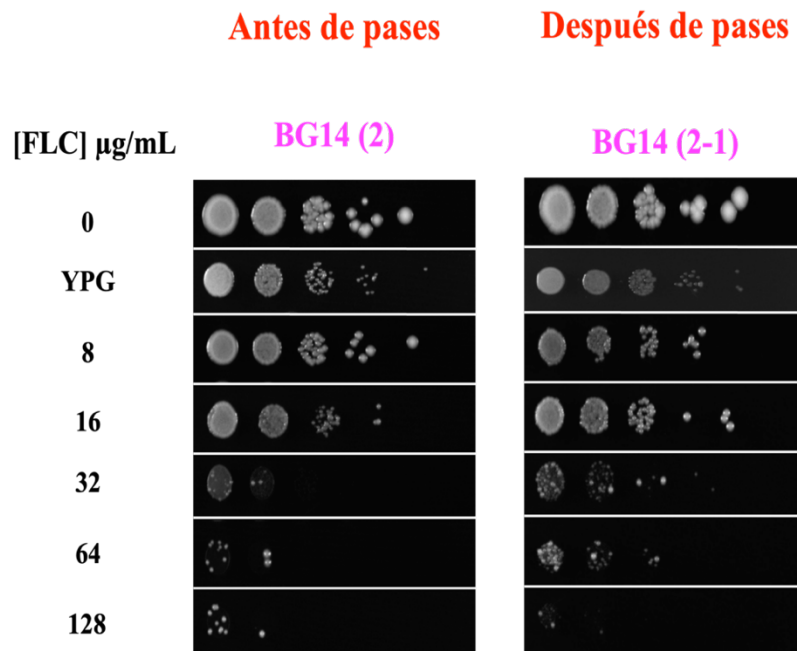 Antes de pases
Después de pases
[FLC] µg/mL
BG14 (2)
BG14 (2-1)
0
YPG
8
16
32
64
128